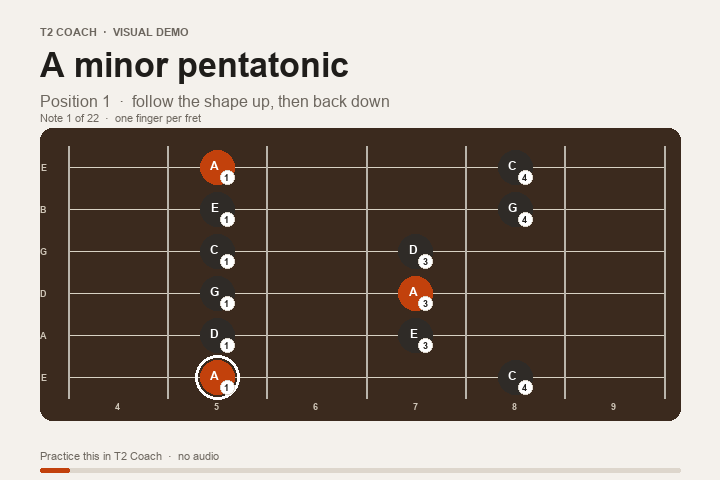 T2 COACH · VISUAL DEMO
A minor pentatonic
Position 1 · follow the shape up, then back down
Note 1 of 22 · one finger per fret
E A 1 C 4
B E 1 G 4
G C 1 D 3
D G 1 A 3
A D 1 E 3
E A 1 C 4
4 5 6 7 8 9
Practice this in T2 Coach · no audio